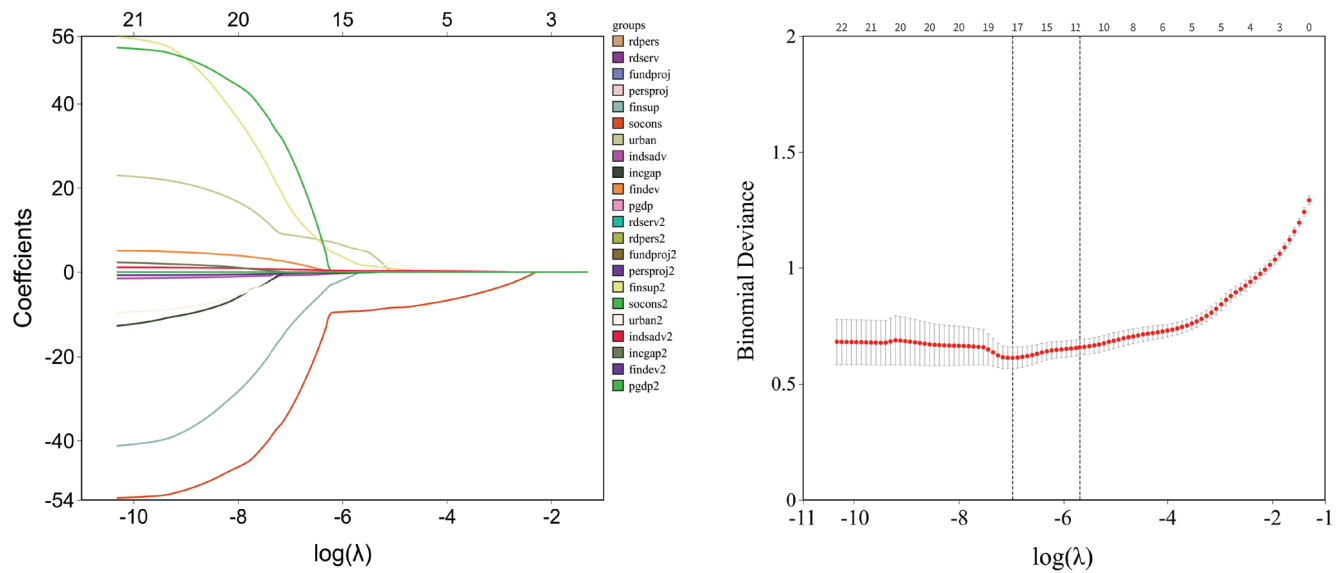 21 20 15 5 3
56
40
20
0
-20
-40
-54
Coeffcients
-10 -8 -6 -4 -2
log(λ)
groups
rdpers
rdserv
fundproj
persproj
finsup
socons
urban
indsadv
incgap
findev
pgdp
rdserv2
rdpers2
fundproj2
persproj2
finsup2
socons2
urban2
indsadv2
incgap2
findev2
pgdp2
22 21 20 20 20 19 17 15 12 10 8 6 5 5 4 3 0
2
1
0.5
0
Binomial Deviance
-11 -10 -8 -6 -4 -2 -1
log(λ)